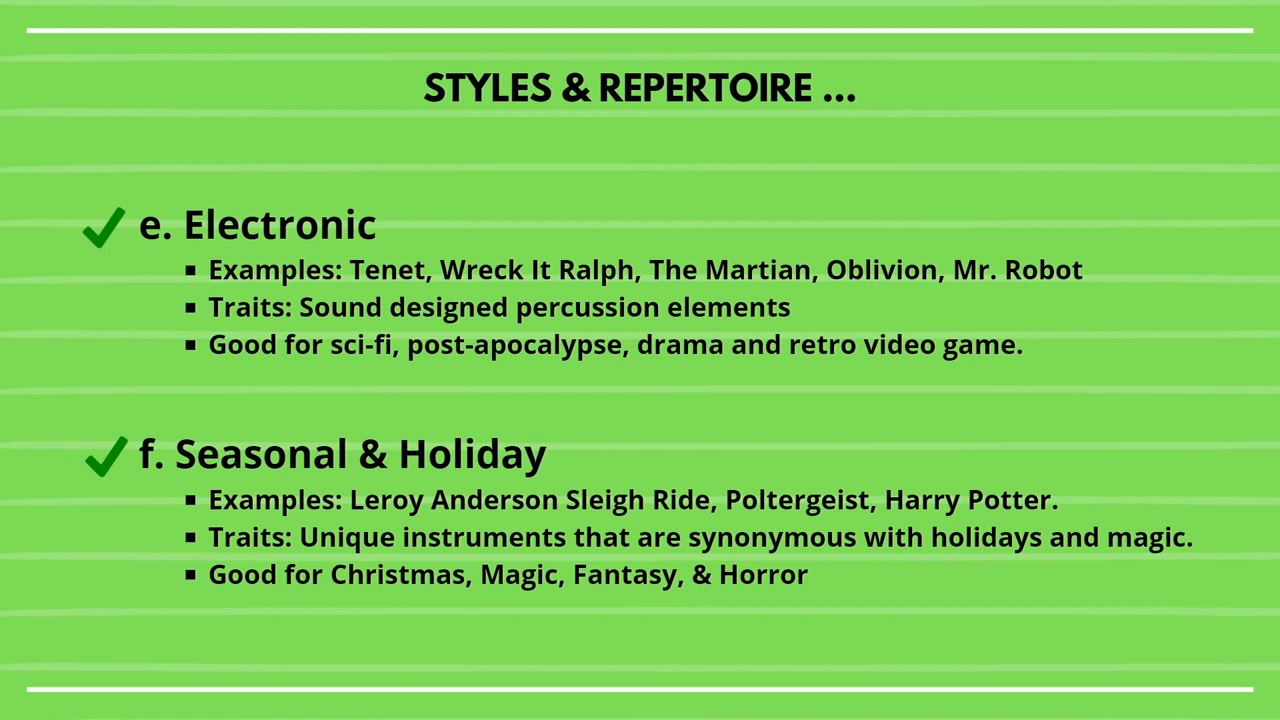 STYLES & REPERTOIRE ...
e. Electronic
▪ Examples: Tenet, Wreck It Ralph, The Martian, Oblivion, Mr. Robot
▪ Traits: Sound designed percussion elements
▪ Good for sci-fi, post-apocalypse, drama and retro video game.
f. Seasonal & Holiday
▪ Examples: Leroy Anderson Sleigh Ride, Poltergeist, Harry Potter.
▪ Traits: Unique instruments that are synonymous with holidays and magic.
▪ Good for Christmas, Magic, Fantasy, & Horror